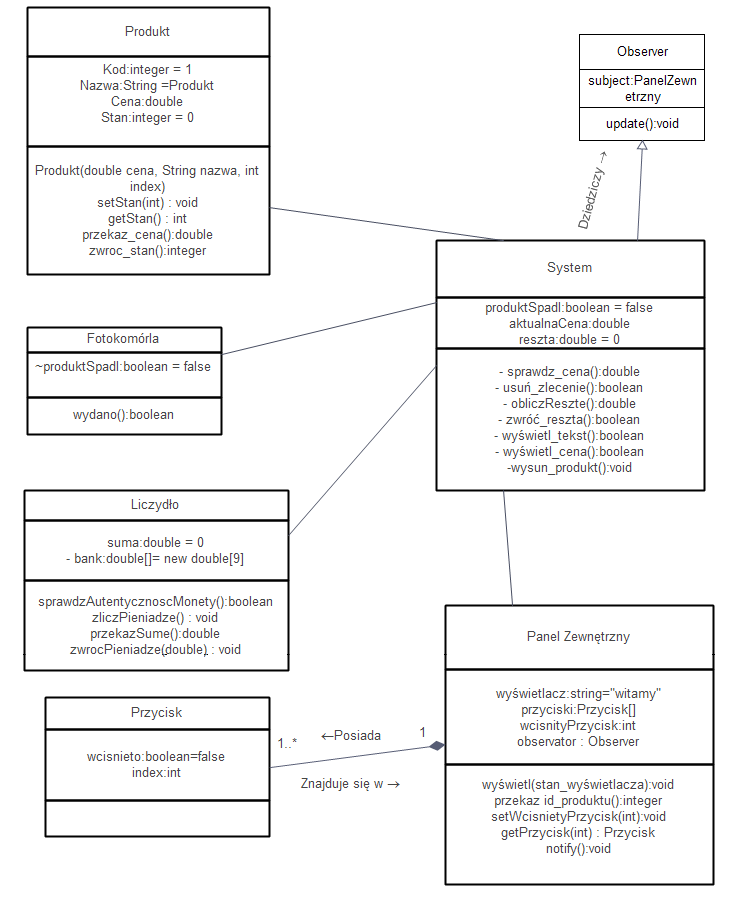 Produkt
Kod:integer = 1
Nazwa:String =Produkt
Cena:double
Stan:integer = 0
Produkt(double cena, String nazwa, int
index)
setStan(int) : void
getStan() : int
przekaz_cena():double
zwroc_stan():integer
Observer
subject:PanelZewn
etrzny
update():void
Dziedziczy →
System
produktSpadl:boolean = false
aktualnaCena:double
reszta:double = 0
- sprawdz_cena():double
- usuń_zlecenie():boolean
- obliczReszte():double
- zwróć_reszta():boolean
- wyświetl_tekst():boolean
- wyświetl_cena():boolean
-wysun_produkt():void
Fotokomórla
~produktSpadl:boolean = false
wydano():boolean
Liczydło
suma:double = 0
- bank:double[]= new double[9]
sprawdzAutentycznoscMonety():boolean
zliczPieniadze() : void
przekazSume():double
zwrocPieniadze(double) : void
Panel Zewnętrzny
wyświetlacz:string="witamy"
przyciski:Przycisk[]
wcisnityPrzycisk:int
observator : Observer
wyświetl(stan_wyświetlacza):void
przekaz id_produktu():integer
setWcisnietyPrzycisk(int):void
getPrzycisk(int) : Przycisk
notify():void
Przycisk
wcisnieto:boolean=false
index:int
1..*
←Posiada
1
Znajduje się w →